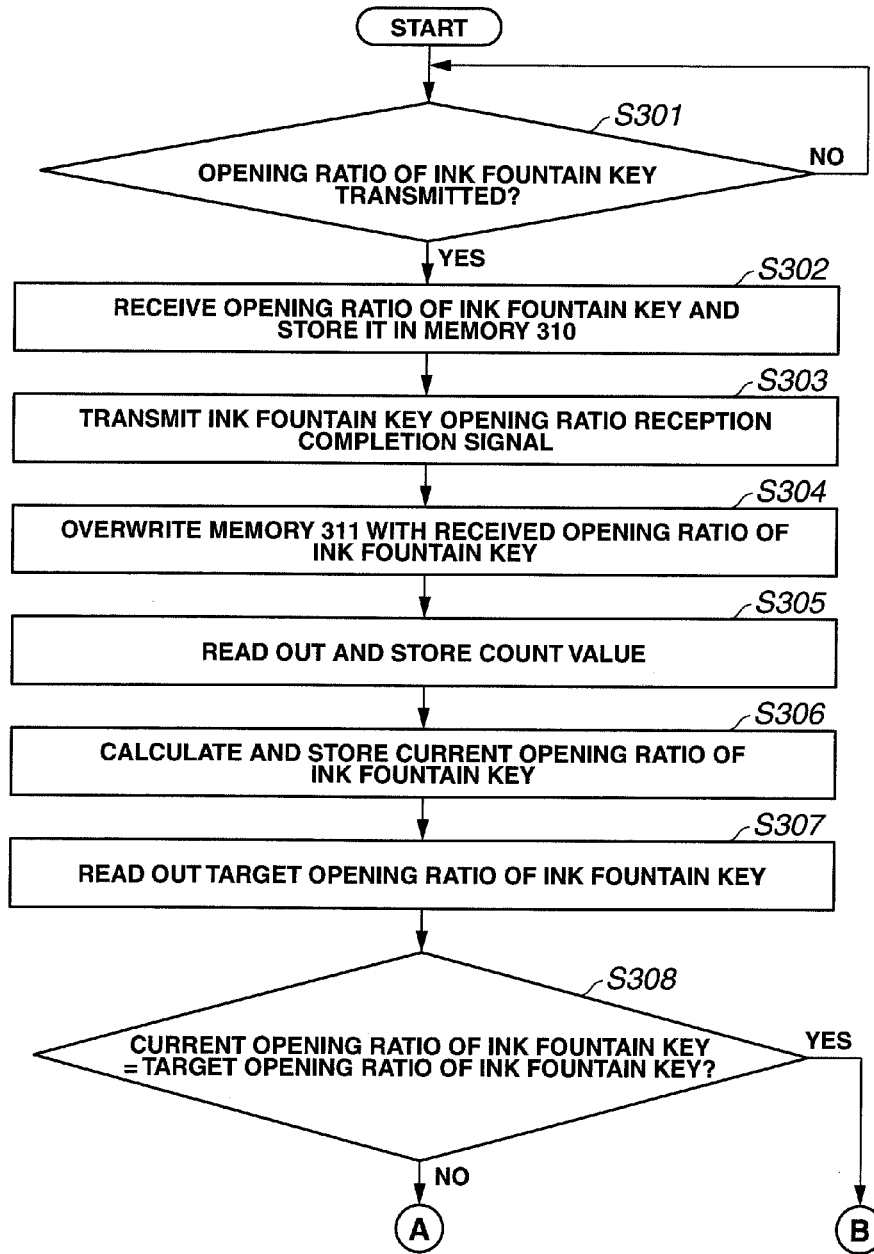 START
S301
OPENING RATIO OF INK FOUNTAIN KEY
TRANSMITTED?
NO
YES
S302
RECEIVE OPENING RATIO OF INK FOUNTAIN KEY AND
STORE IT IN MEMORY 310
S303
TRANSMIT INK FOUNTAIN KEY OPENING RATIO RECEPTION
COMPLETION SIGNAL
S304
OVERWRITE MEMORY 311 WITH RECEIVED OPENING RATIO OF
INK FOUNTAIN KEY
S305
READ OUT AND STORE COUNT VALUE
S306
CALCULATE AND STORE CURRENT OPENING RATIO OF
INK FOUNTAIN KEY
S307
READ OUT TARGET OPENING RATIO OF INK FOUNTAIN KEY
S308
CURRENT OPENING RATIO OF INK FOUNTAIN KEY
= TARGET OPENING RATIO OF INK FOUNTAIN KEY?
YES
NO
A
B